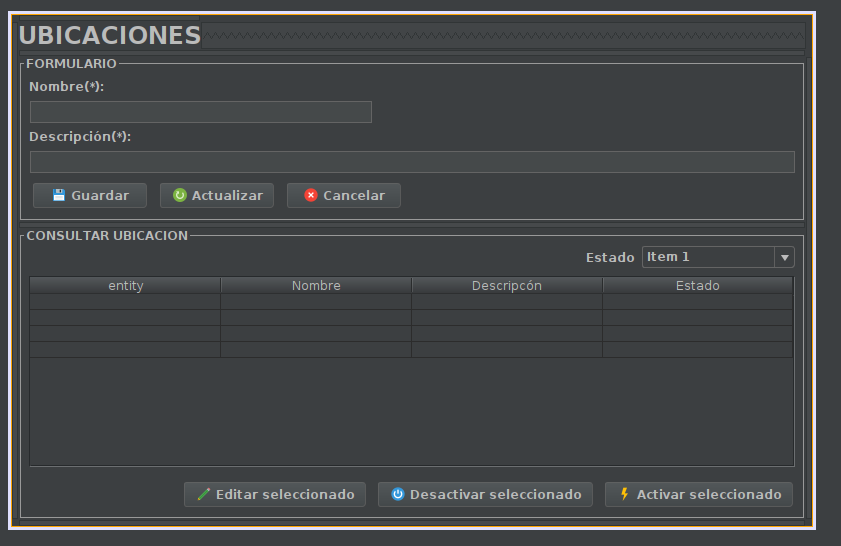 UBICACIONES
FORMULARIO
Nombre(*):
Descripción(*):
Guardar Actualizar Cancelar
CONSULTAR UBICACION
Estado Item 1
entity Nombre Descripcón Estado
Editar seleccionado Desactivar seleccionado Activar seleccionado